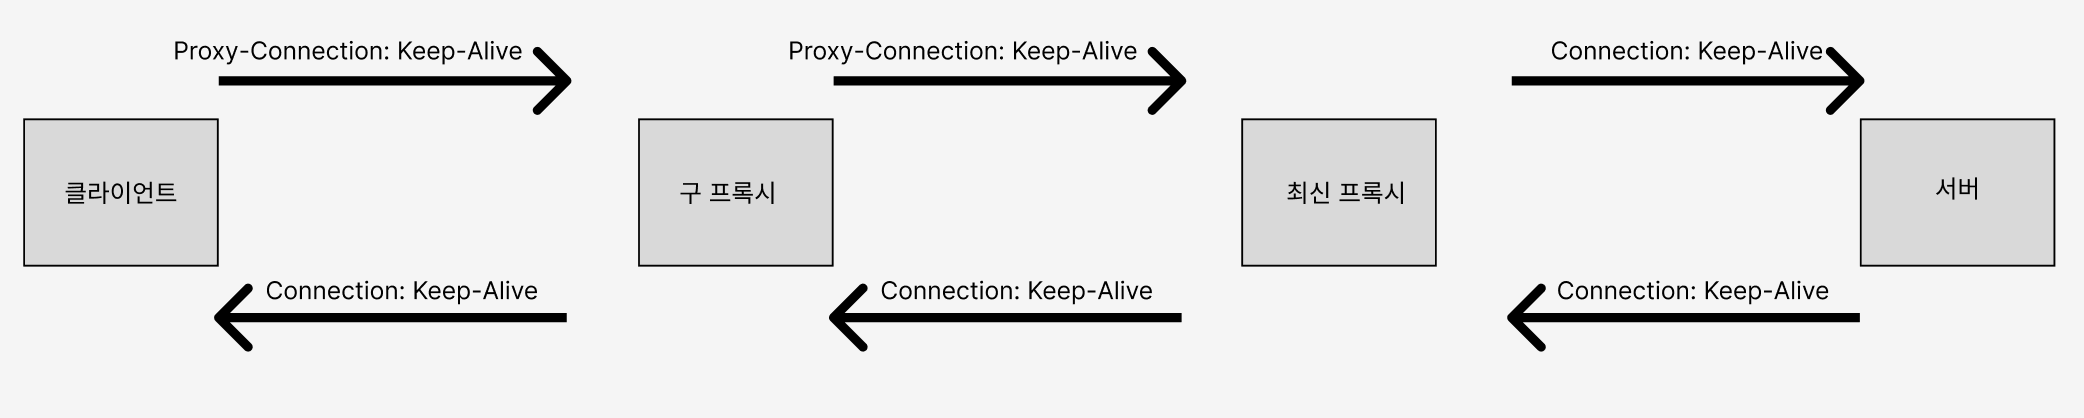 Proxy-Connection: Keep-Alive
Proxy-Connection: Keep-Alive
Connection: Keep-Alive
클라이언트
구 프록시
최신 프록시
서버
Connection: Keep-Alive
Connection: Keep-Alive
Connection: Keep-Alive